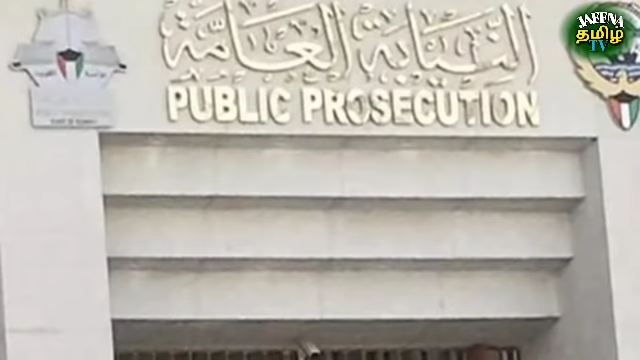 JAFFNA
தமிழ்
TV
النيابة العامة
PUBLIC PROSECUTION